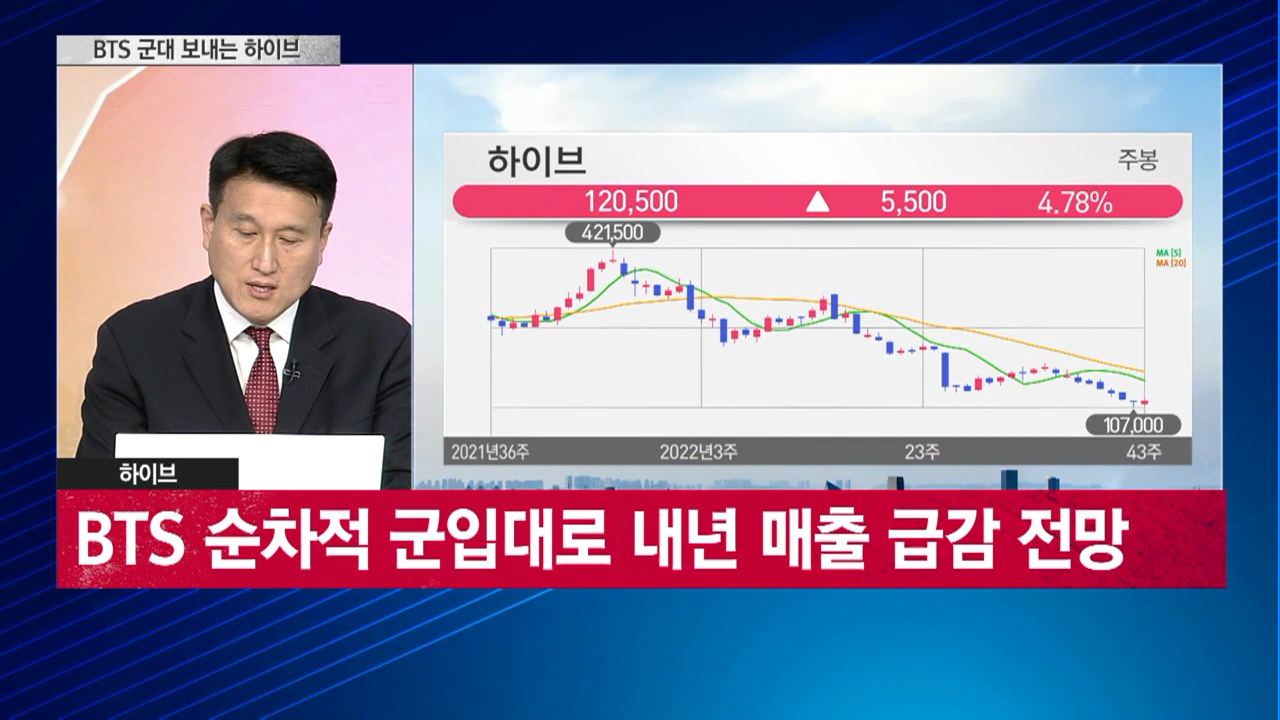 BTS 군대 보내는 하이브
하이브
주봉
120,500 ▲ 5,500 4.78%
421,500
MA [5]
MA [20]
107,000
2021년36주 2022년3주 23주 43주
하이브
BTS 순차적 군입대로 내년 매출 급감 전망